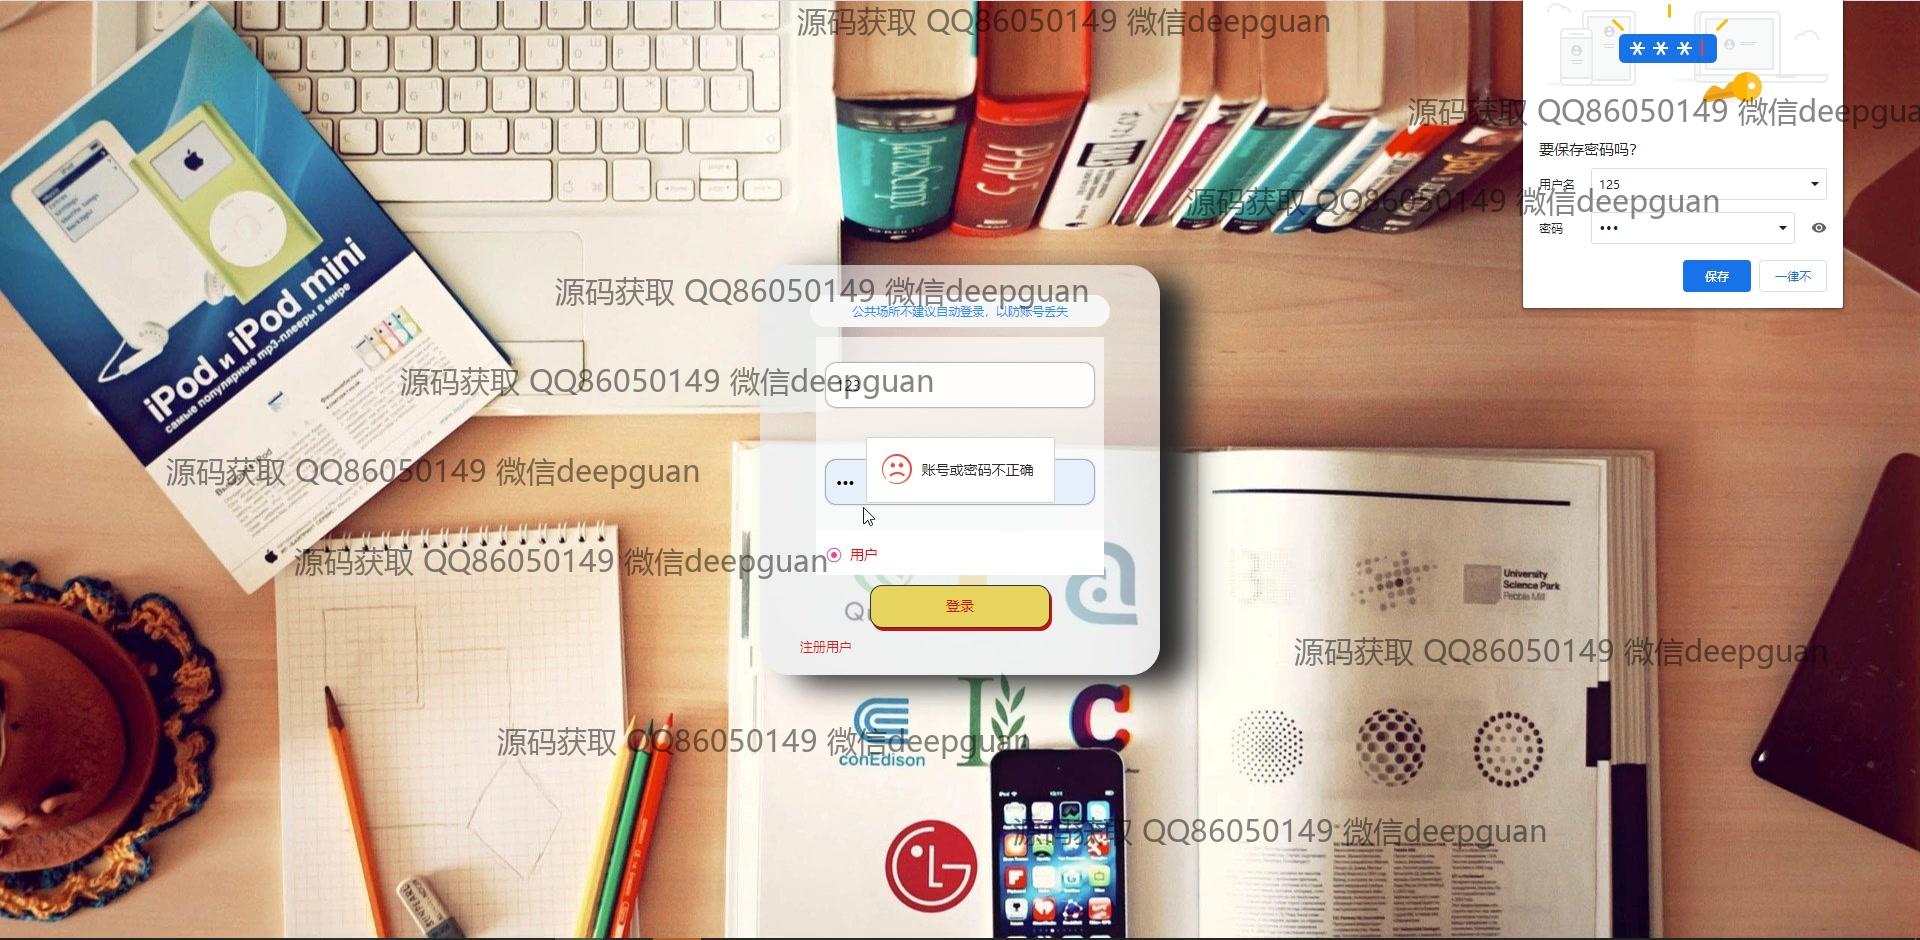 源码获取 QQ86050149 微信deepguan
源码获取 QQ86050149 微信deepguan
要保存密码吗?
用户名 125
源码获取 QQ86050149 微信deepguan
密码 •••
保存 一律不
源码获取 QQ86050149 微信deepguan
公共场所不建议自动登录，以防账号丢失
源码获取 QQ86050149 微信deepguan
123
源码获取 QQ86050149 微信deepguan
账号或密码不正确
•••
源码获取 QQ86050149 微信deepguan
用户
登录
注册用户
源码获取 QQ86050149 微信deepguan
源码获取 QQ86050149 微信deepguan
源码获取 QQ86050149 微信deepguan
iPod и iPod mini
самые популярные mp3-плееры в мире
JavaScript
PHP 5
O'REILLY
University
Science Park
Pebble Mill
conEdison
LG